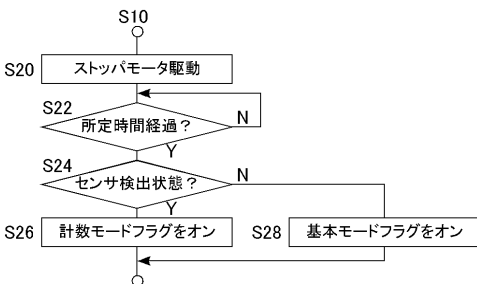 S10
S20 ストッパモータ駆動
S22
所定時間経過？ N
Y
S24
センサ検出状態？ N
Y
S26 計数モードフラグをオン S28 基本モードフラグをオン